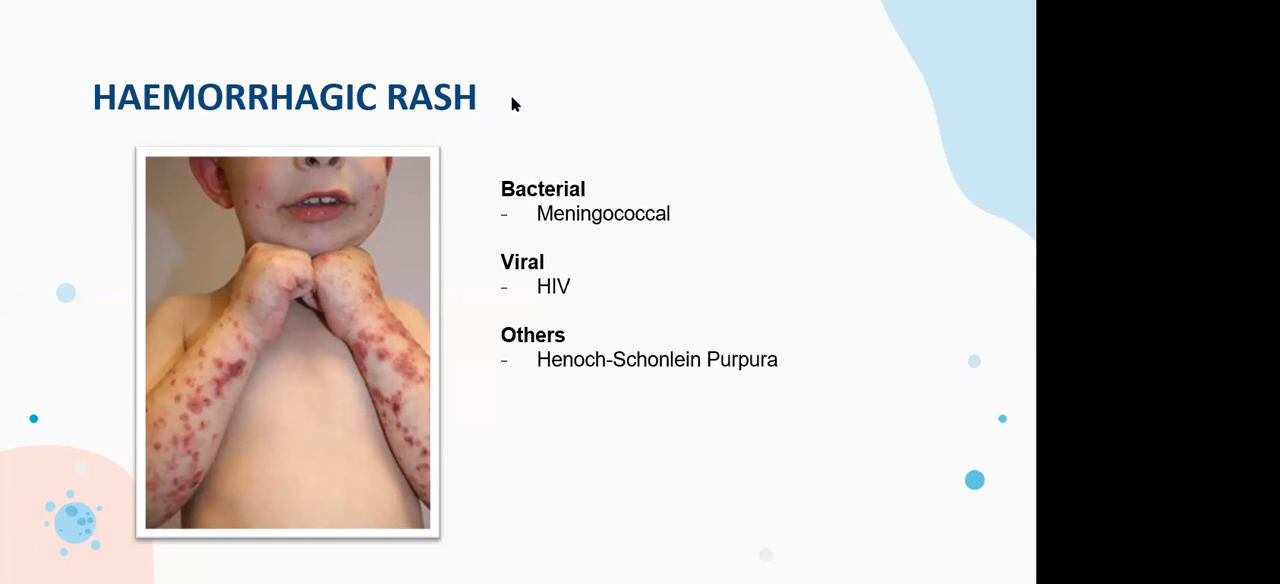 HAEMORRHAGIC RASH
Bacterial
- Meningococcal
Viral
- HIV
Others
- Henoch-Schonlein Purpura